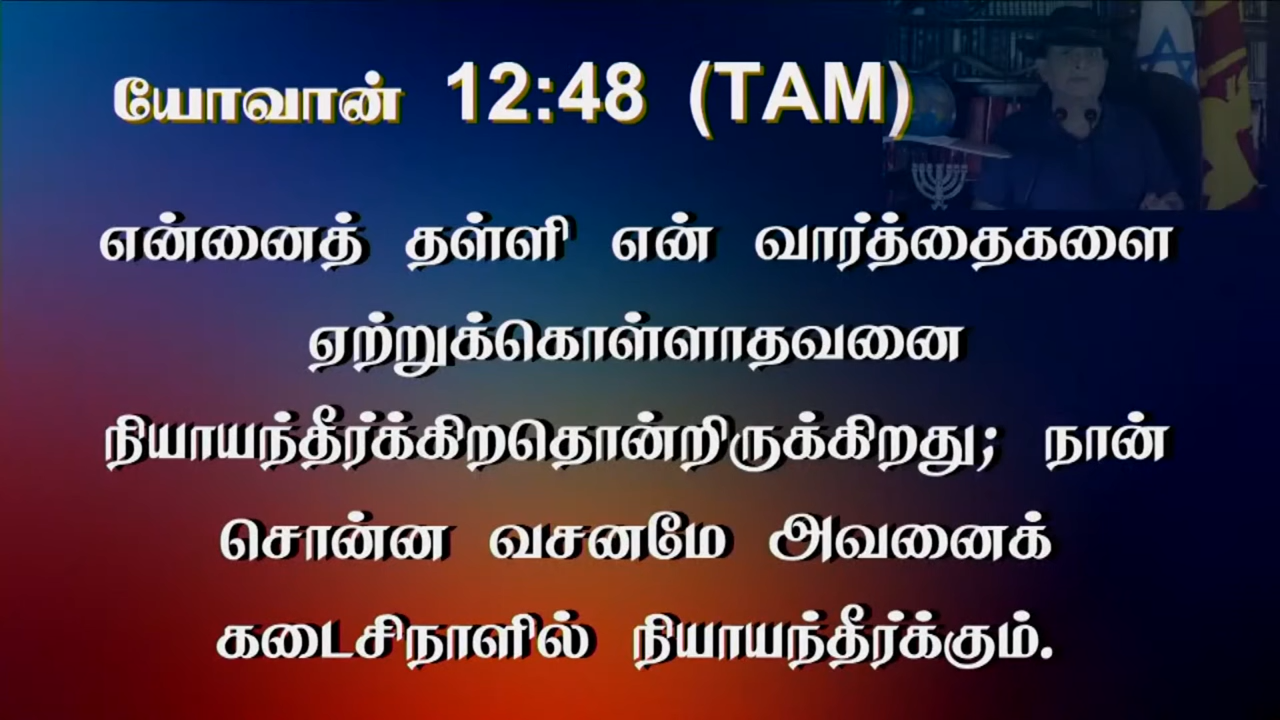 யோவான் 12:48 (TAM)
என்னைத் தள்ளி என் வார்த்தைகளை
ஏற்றுக்கொள்ளாதவனை
நியாயந்தீர்க்கிறதொன்றிருக்கிறது; நான்
சொன்ன வசனமே அவனைக்
கடைசிநாளில் நியாயந்தீர்க்கும்.